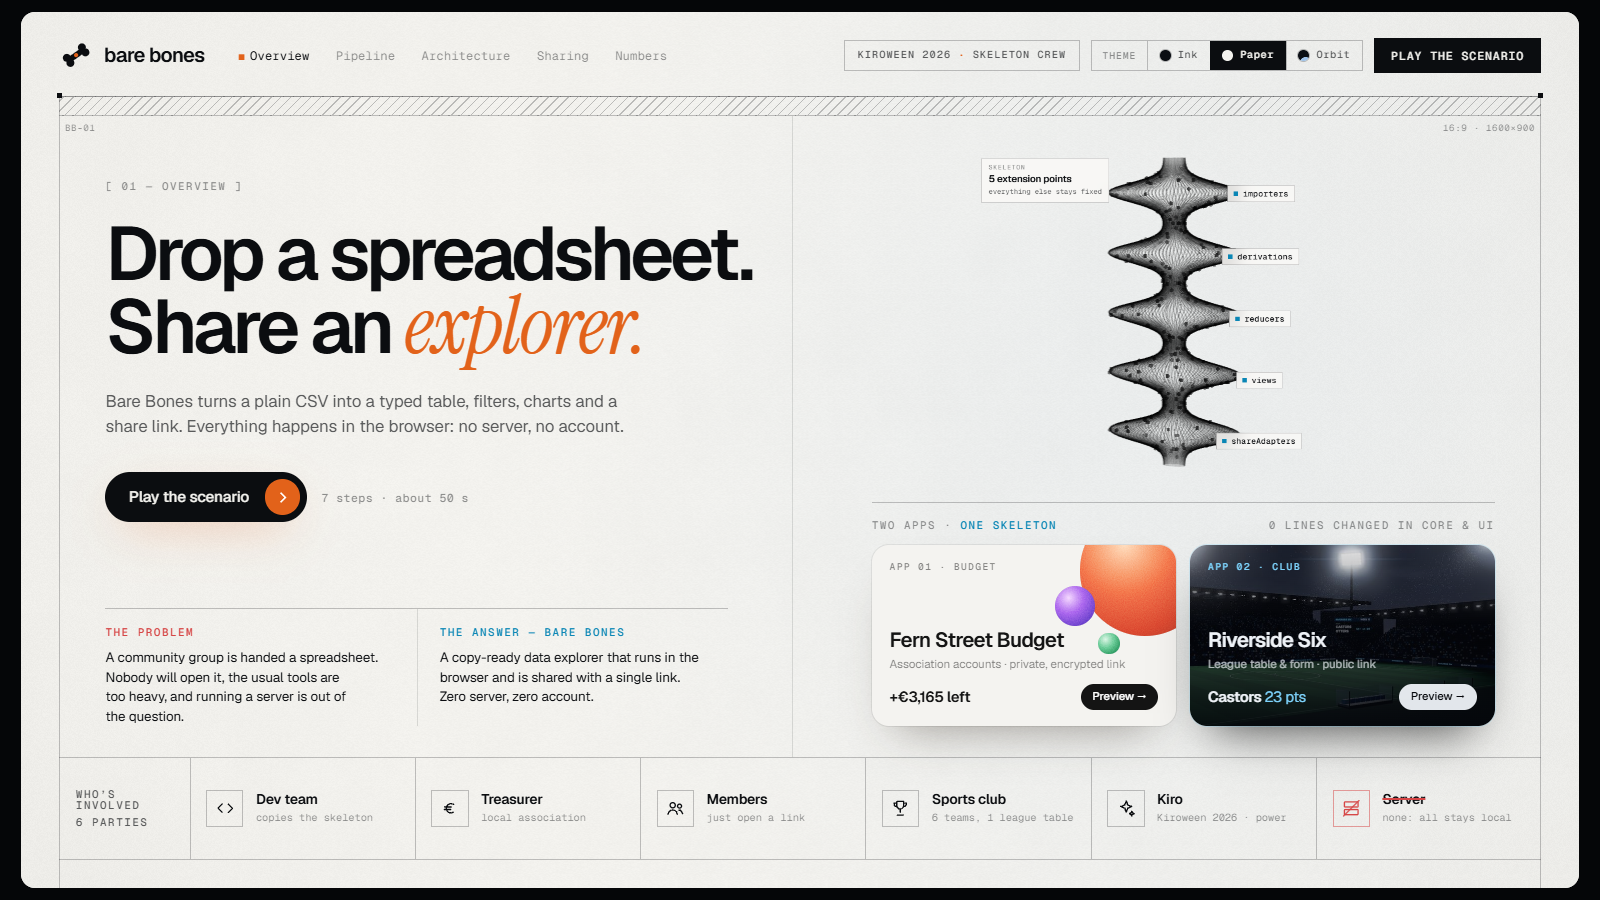 bare bones
Overview
Pipeline
Architecture
Sharing
Numbers
KIROWEEN 2026 · SKELETON CREW
THEME
Ink
Paper
Orbit
PLAY THE SCENARIO
BB-01
16:9 · 1600×900
[ 01 — OVERVIEW ]
Drop a spreadsheet.
Share an explorer.
Bare Bones turns a plain CSV into a typed table, filters, charts and a
share link. Everything happens in the browser: no server, no account.
Play the scenario
7 steps · about 50 s
THE PROBLEM
A community group is handed a spreadsheet.
Nobody will open it, the usual tools are
too heavy, and running a server is out of
the question.
THE ANSWER — BARE BONES
A copy-ready data explorer that runs in the
browser and is shared with a single link.
Zero server, zero account.
SKELETON
5 extension points
everything else stays fixed
importers
derivations
reducers
views
shareAdapters
TWO APPS · ONE SKELETON
0 LINES CHANGED IN CORE & UI
APP 01 · BUDGET
Fern Street Budget
Association accounts · private, encrypted link
+€3,165 left
Preview →
APP 02 · CLUB
Riverside Six
League table & form · public link
Castors 23 pts
Preview →
WHO'S
INVOLVED
6 PARTIES
Dev team
copies the skeleton
Treasurer
local association
Members
just open a link
Sports club
6 teams, 1 league table
Kiro
Kiroween 2026 · power
Server
none: all stays local